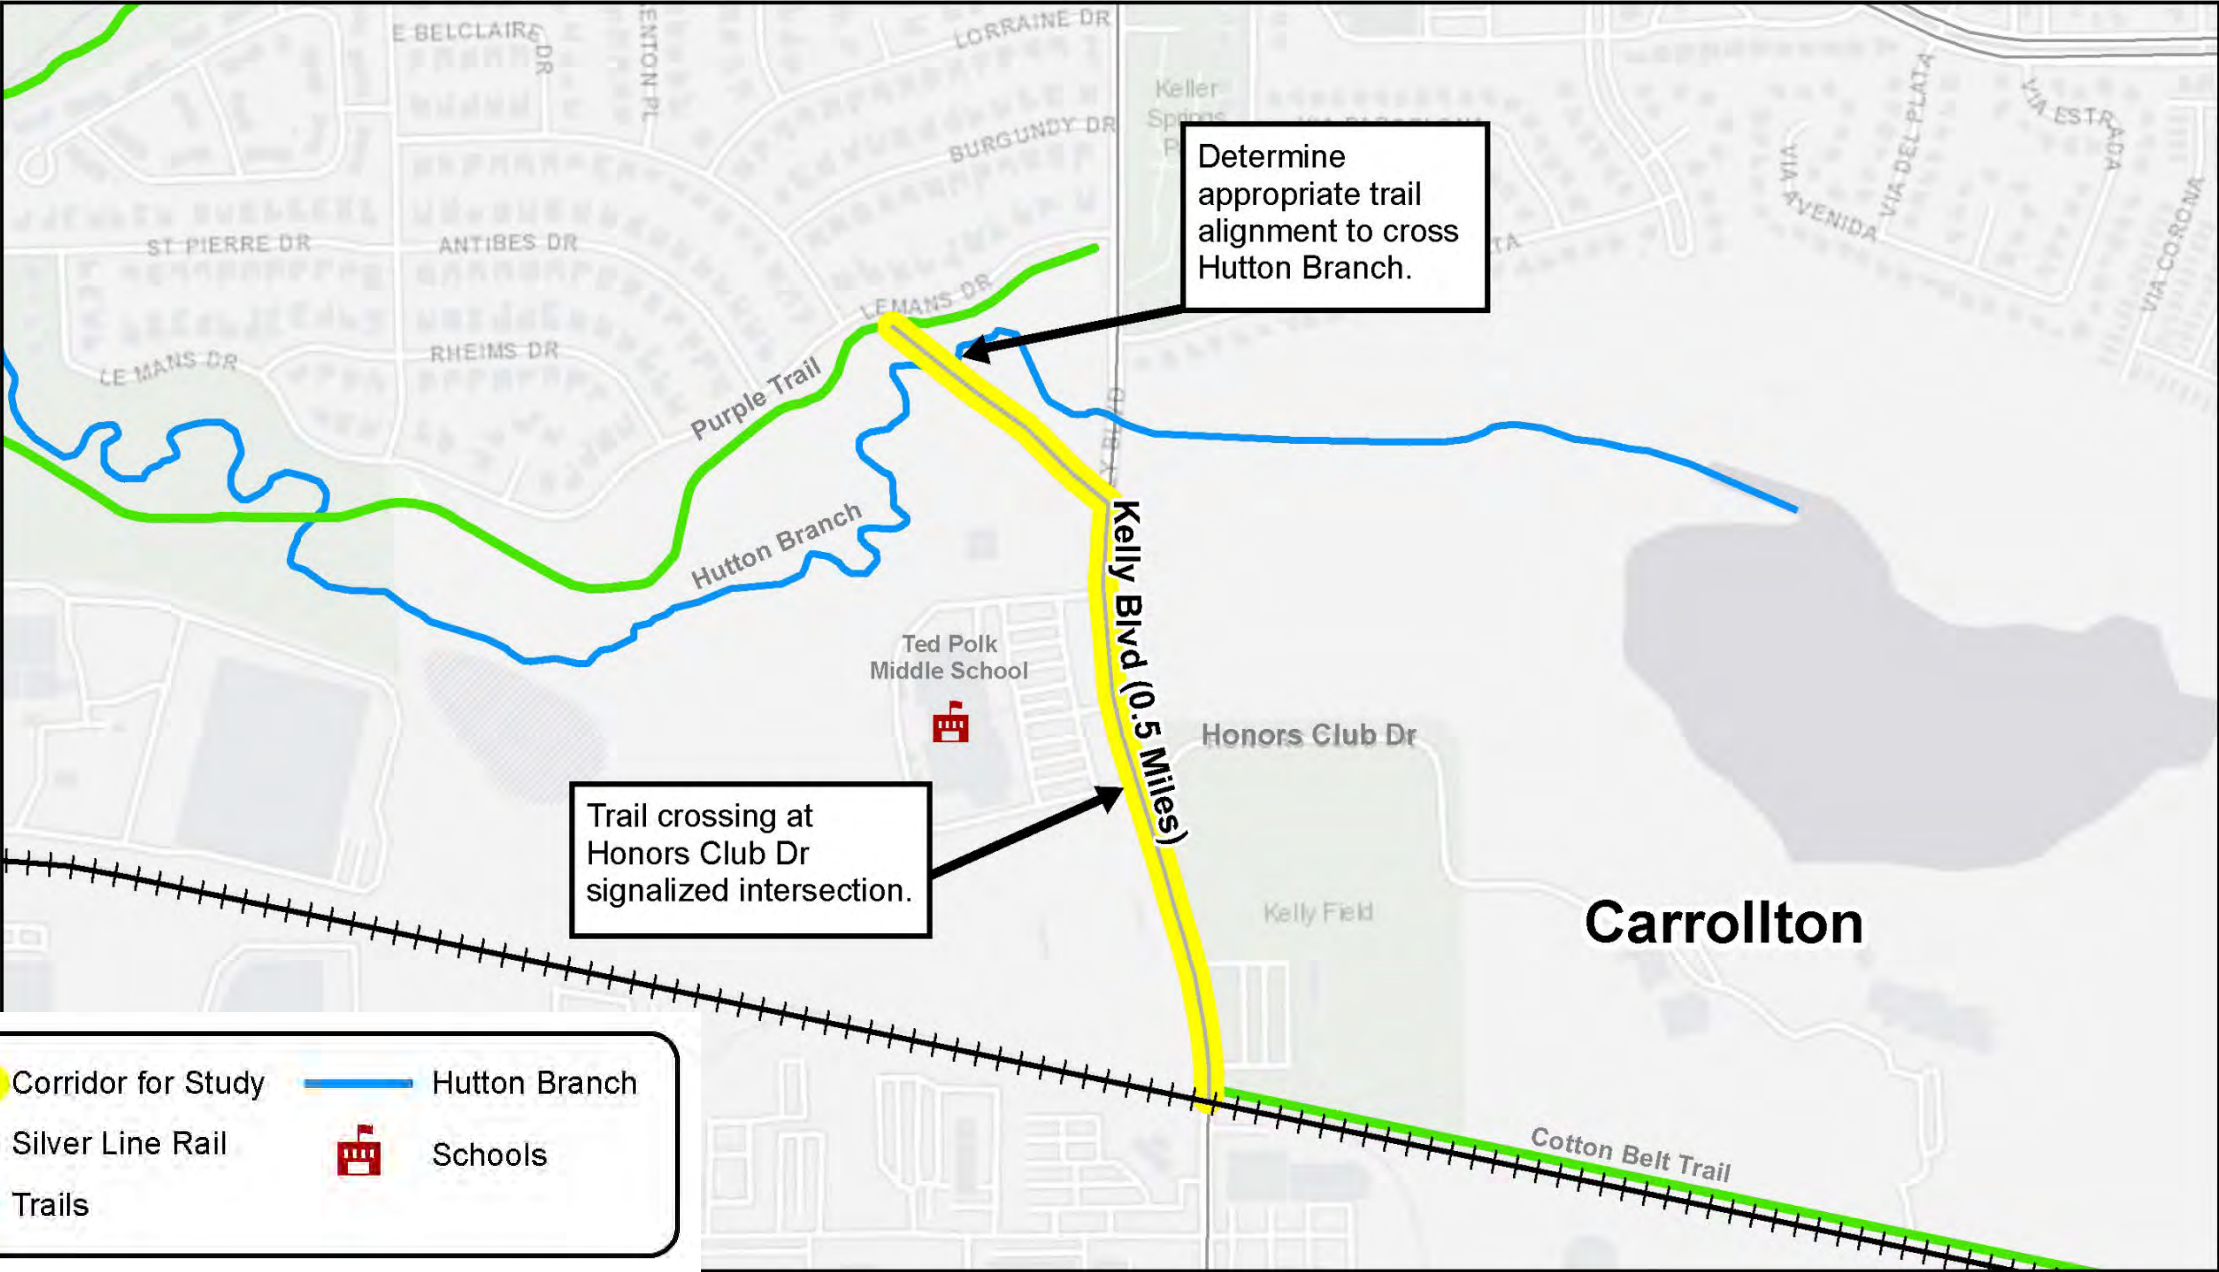 E BELCLAIRE DR
LORRAINE DR
BURGUNDY DR
Keller
Springs
VIA DEL PLATA
VIA ESTRADA
VIA AVENIDA
VIA CORONA
Determine
appropriate trail
alignment to cross
Hutton Branch.
ST PIERRE DR
ANTIBES DR
LEMANS DR
RHEIMS DR
LE MANS DR
Purple Trail
Hutton Branch
Kelly Blvd (0.5 Miles)
Ted Polk
Middle School
Honors Club Dr
Trail crossing at
Honors Club Dr
signalized intersection.
Kelly Field
Carrollton
Cotton Belt Trail
Corridor for Study
Hutton Branch
Silver Line Rail
Schools
Trails